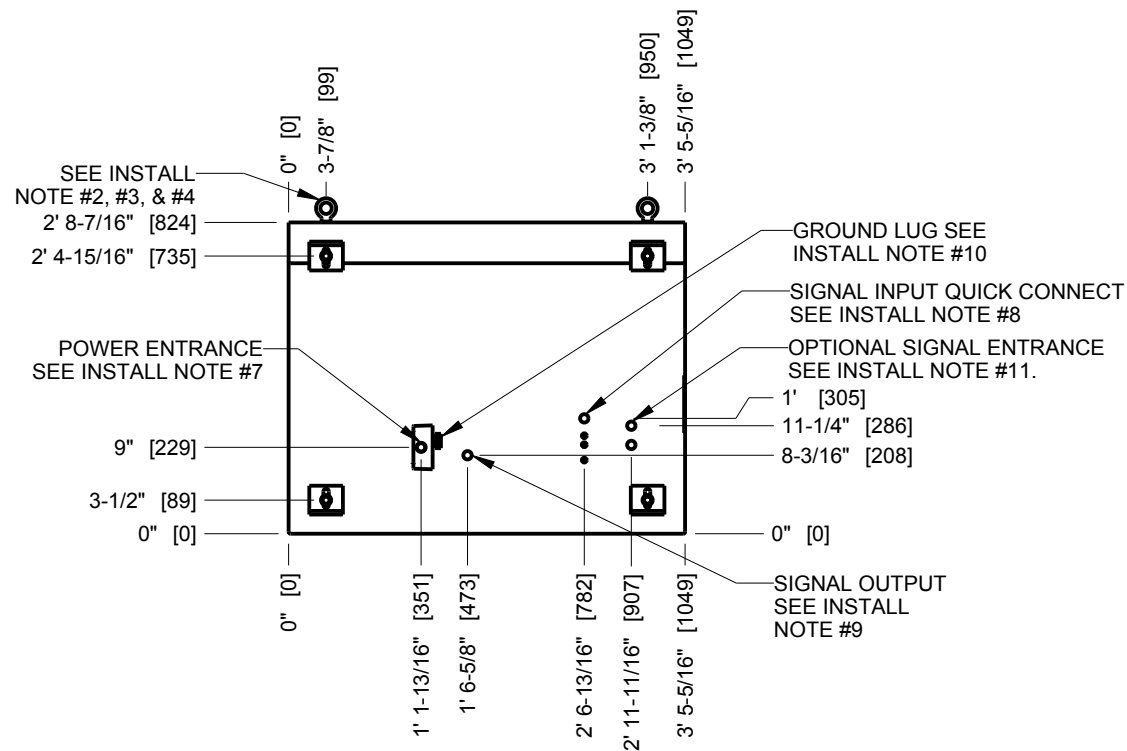 0" [0]
3-7/8" [99]
3' 1-3/8" [950]
3' 5-5/16" [1049]
SEE INSTALL
NOTE #2, #3, & #4
2' 8-7/16" [824]
2' 4-15/16" [735]
GROUND LUG SEE
INSTALL NOTE #10
SIGNAL INPUT QUICK CONNECT
SEE INSTALL NOTE #8
POWER ENTRANCE
SEE INSTALL NOTE #7
OPTIONAL SIGNAL ENTRANCE
SEE INSTALL NOTE #11.
1' [305]
11-1/4" [286]
8-3/16" [208]
9" [229]
3-1/2" [89]
0" [0]
0" [0]
SIGNAL OUTPUT
SEE INSTALL
NOTE #9
0" [0]
1' 1-13/16" [351]
1' 6-5/8" [473]
2' 6-13/16" [782]
2' 11-11/16" [907]
3' 5-5/16" [1049]